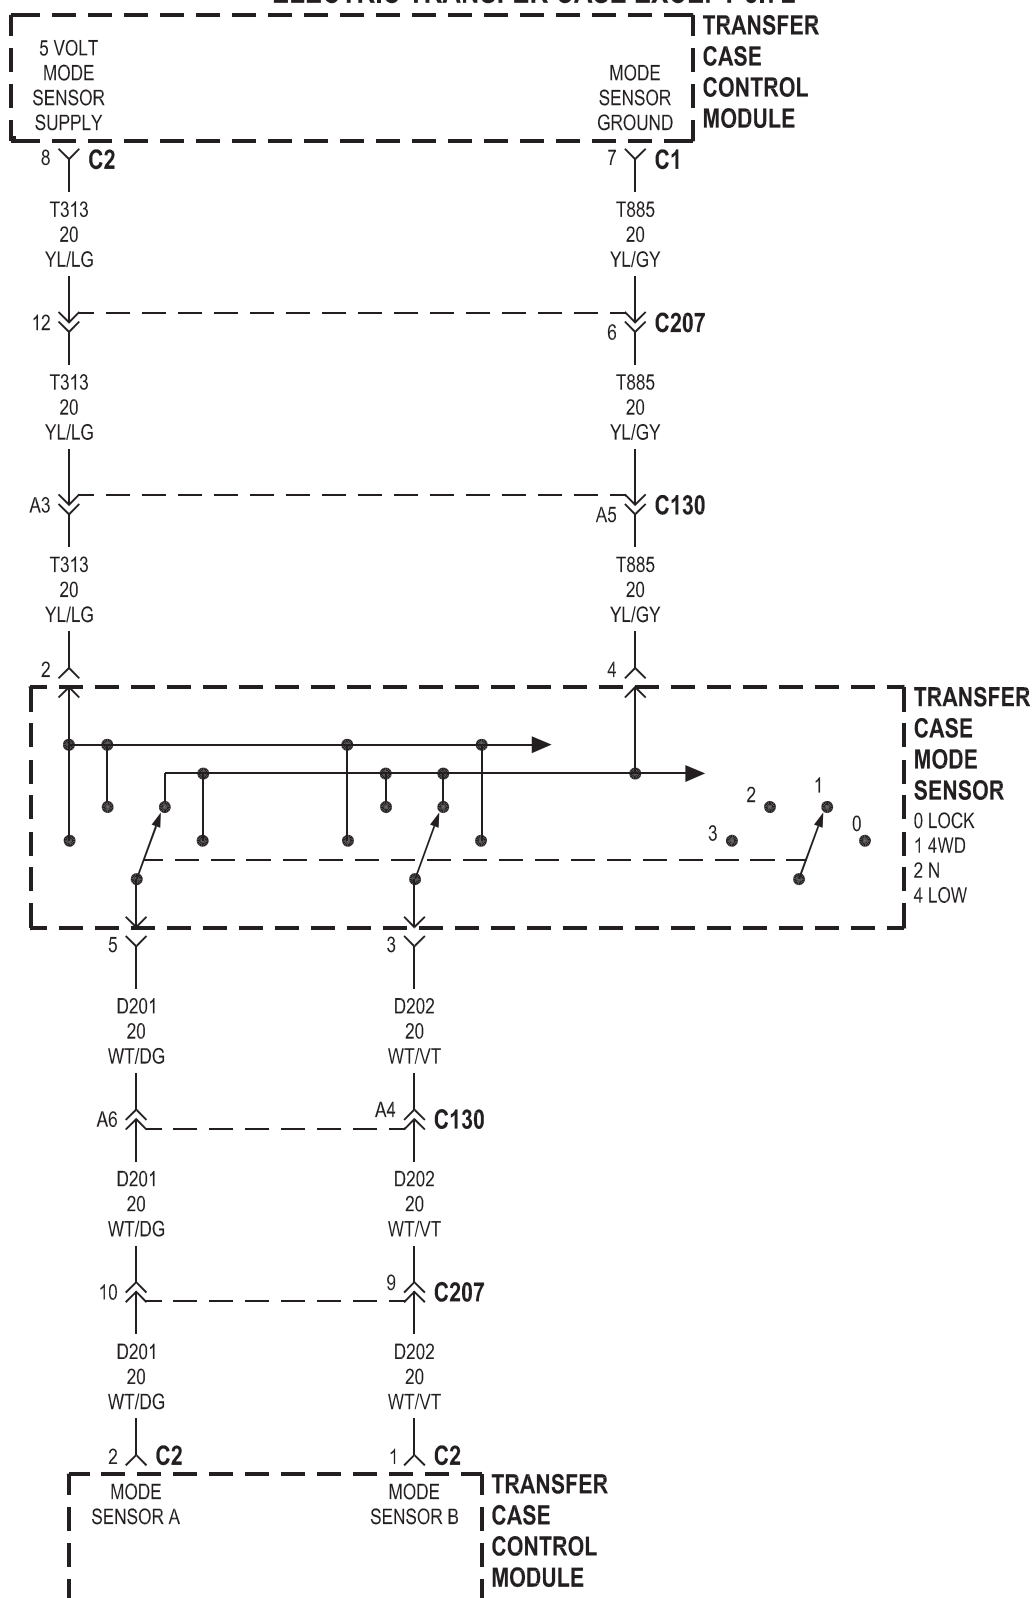 TRANSFER
CASE
CONTROL
MODULE
5 VOLT
MODE
SENSOR
SUPPLY
MODE
SENSOR
GROUND
8 C2
7 C1
T313
20
YL/LG
T885
20
YL/GY
12
6 C207
T313
20
YL/LG
T885
20
YL/GY
A3
A5 C130
T313
20
YL/LG
T885
20
YL/GY
2
4
TRANSFER
CASE
MODE
SENSOR
0 LOCK
1 4WD
2 N
4 LOW
3
2
1
0
5
3
D201
20
WT/DG
D202
20
WT/VT
A6
A4 C130
D201
20
WT/DG
D202
20
WT/VT
10
9 C207
D201
20
WT/DG
D202
20
WT/VT
2 C2
1 C2
MODE
SENSOR A
MODE
SENSOR B
TRANSFER
CASE
CONTROL
MODULE